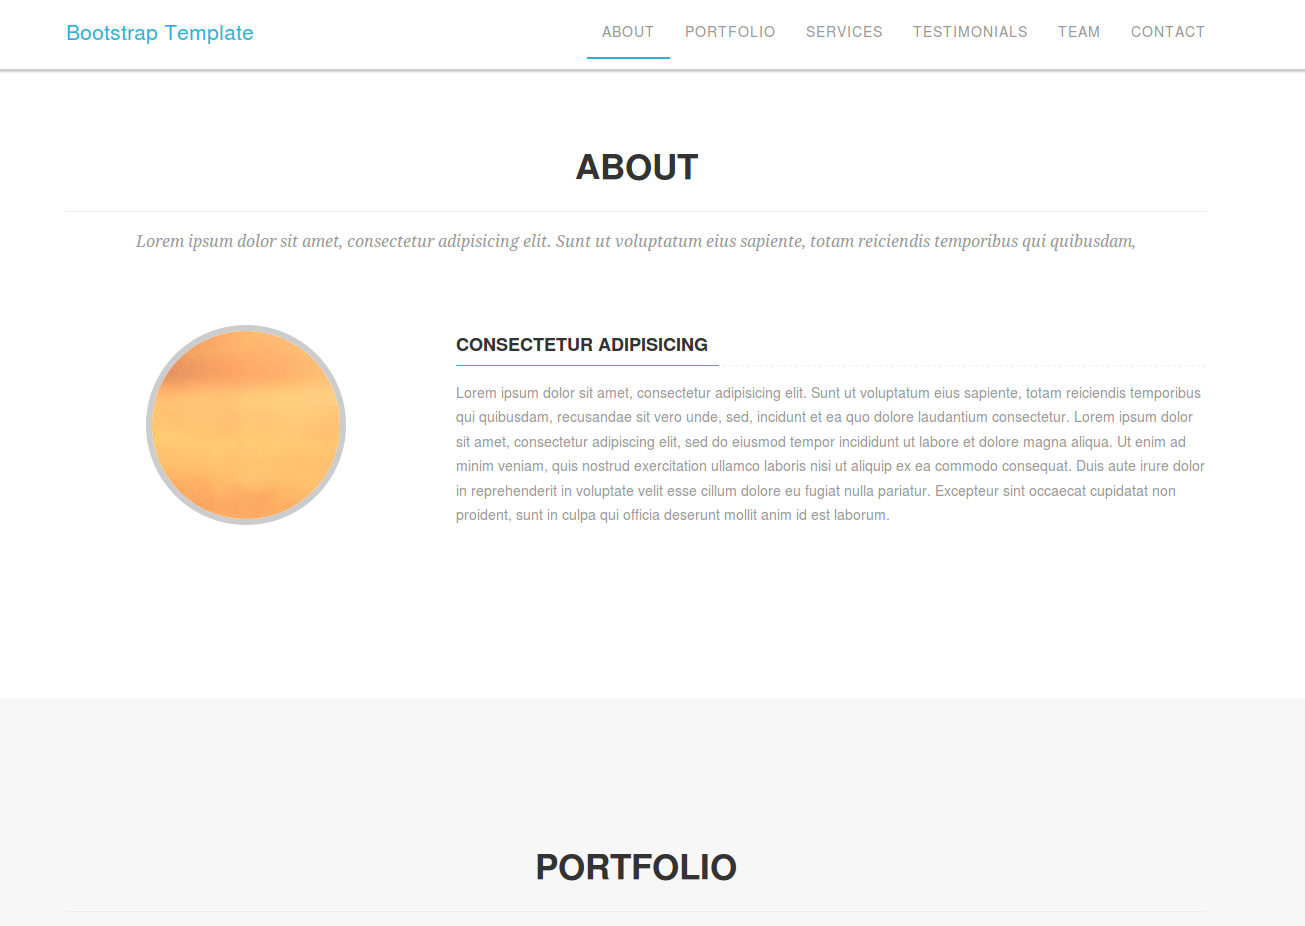 Bootstrap Template
ABOUT PORTFOLIO SERVICES TESTIMONIALS TEAM CONTACT
ABOUT
Lorem ipsum dolor sit amet, consectetur adipisicing elit. Sunt ut voluptatum eius sapiente, totam reiciendis temporibus qui quibusdam,
CONSECTETUR ADIPISICING
Lorem ipsum dolor sit amet, consectetur adipisicing elit. Sunt ut voluptatum eius sapiente, totam reiciendis temporibus
qui quibusdam, recusandae sit vero unde, sed, incidunt et ea quo dolore laudantium consectetur. Lorem ipsum dolor
sit amet, consectetur adipiscing elit, sed do eiusmod tempor incididunt ut labore et dolore magna aliqua. Ut enim ad
minim veniam, quis nostrud exercitation ullamco laboris nisi ut aliquip ex ea commodo consequat. Duis aute irure dolor
in reprehenderit in voluptate velit esse cillum dolore eu fugiat nulla pariatur. Excepteur sint occaecat cupidatat non
proident, sunt in culpa qui officia deserunt mollit anim id est laborum.
PORTFOLIO